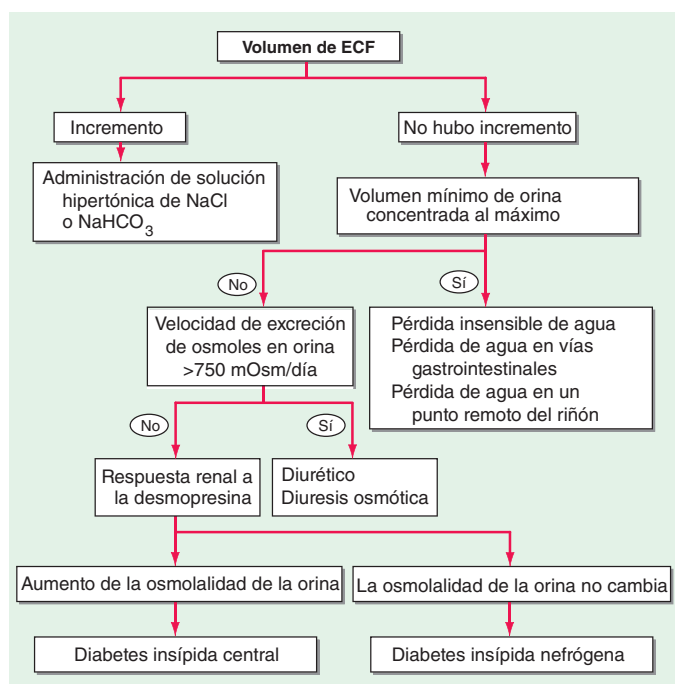 Volumen de ECF
Incremento
No hubo incremento
Administración de solución
hipertónica de NaCl
o NaHCO3
Volumen mínimo de orina
concentrada al máximo
No
Sí
Velocidad de excreción
de osmoles en orina
>750 mOsm/día
Pérdida insensible de agua
Pérdida de agua en vías
gastrointestinales
Pérdida de agua en un
punto remoto del riñón
No
Sí
Respuesta renal a
la desmopresina
Diurético
Diuresis osmótica
Aumento de la osmolalidad de la orina
La osmolalidad de la orina no cambia
Diabetes insípida central
Diabetes insípida nefrógena